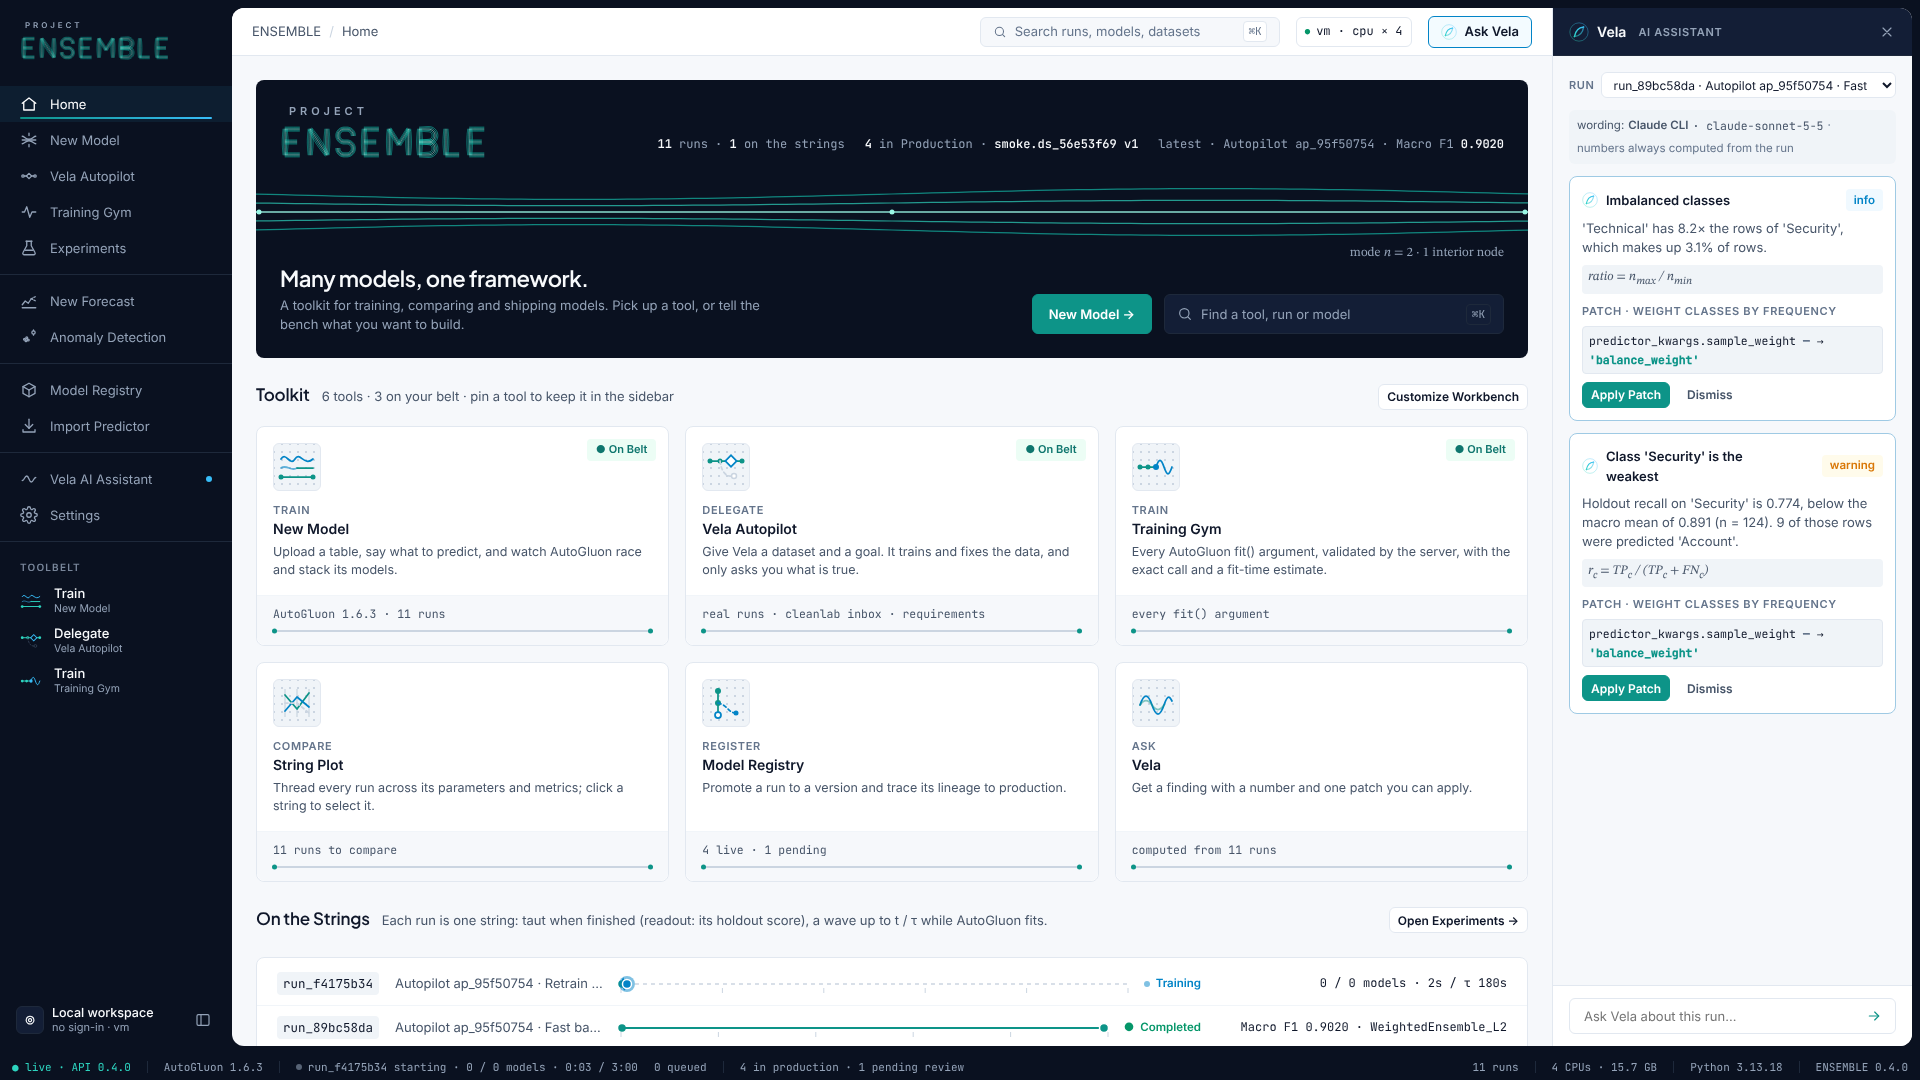 PROJECT
ENSEMBLE
Home
New Model
Vela Autopilot
Training Gym
Experiments
New Forecast
Anomaly Detection
Model Registry
Import Predictor
Vela AI Assistant
Settings
TOOLBELT
Train
New Model
Delegate
Vela Autopilot
Train
Training Gym
Local workspace
no sign-in · vm
ENSEMBLE / Home
Search runs, models, datasets ⌘K
vm · cpu × 4
Ask Vela
PROJECT
ENSEMBLE
11 runs · 1 on the strings 4 in Production · smoke.ds_56e53f69 v1 latest · Autopilot ap_95f50754 · Macro F1 0.9020
mode n = 2 · 1 interior node
Many models, one framework.
A toolkit for training, comparing and shipping models. Pick up a tool, or tell the
bench what you want to build.
New Model →
Find a tool, run or model ⌘K
Toolkit 6 tools · 3 on your belt · pin a tool to keep it in the sidebar
Customize Workbench
On Belt
TRAIN
New Model
Upload a table, say what to predict, and watch AutoGluon race
and stack its models.
AutoGluon 1.6.3 · 11 runs
On Belt
DELEGATE
Vela Autopilot
Give Vela a dataset and a goal. It trains and fixes the data, and
only asks you what is true.
real runs · cleanlab inbox · requirements
On Belt
TRAIN
Training Gym
Every AutoGluon fit() argument, validated by the server, with the
exact call and a fit-time estimate.
every fit() argument
COMPARE
String Plot
Thread every run across its parameters and metrics; click a
string to select it.
11 runs to compare
REGISTER
Model Registry
Promote a run to a version and trace its lineage to production.
4 live · 1 pending
ASK
Vela
Get a finding with a number and one patch you can apply.
computed from 11 runs
On the Strings Each run is one string: taut when finished (readout: its holdout score), a wave up to t / τ while AutoGluon fits.
Open Experiments →
run_f4175b34 Autopilot ap_95f50754 · Retrain ... Training 0 / 0 models · 2s / τ 180s
run_89bc58da Autopilot ap_95f50754 · Fast ba... Completed Macro F1 0.9020 · WeightedEnsemble_L2
Vela AI ASSISTANT
RUN run_89bc58da · Autopilot ap_95f50754 · Fast
wording: Claude CLI · claude-sonnet-5-5 ·
numbers always computed from the run
Imbalanced classes info
'Technical' has 8.2× the rows of 'Security',
which makes up 3.1% of rows.
ratio = n_max / n_min
PATCH · WEIGHT CLASSES BY FREQUENCY
predictor_kwargs.sample_weight — →
'balance_weight'
Apply Patch Dismiss
Class 'Security' is the
weakest
warning
Holdout recall on 'Security' is 0.774, below the
macro mean of 0.891 (n = 124). 9 of those rows
were predicted 'Account'.
r_c = TP_c / (TP_c + FN_c)
PATCH · WEIGHT CLASSES BY FREQUENCY
predictor_kwargs.sample_weight — →
'balance_weight'
Apply Patch Dismiss
Ask Vela about this run... →
live · API 0.4.0 AutoGluon 1.6.3 run_f4175b34 starting · 0 / 0 models · 0:03 / 3:00 0 queued 4 in production · 1 pending review 11 runs 4 CPUs · 15.7 GB Python 3.13.18 ENSEMBLE 0.4.0